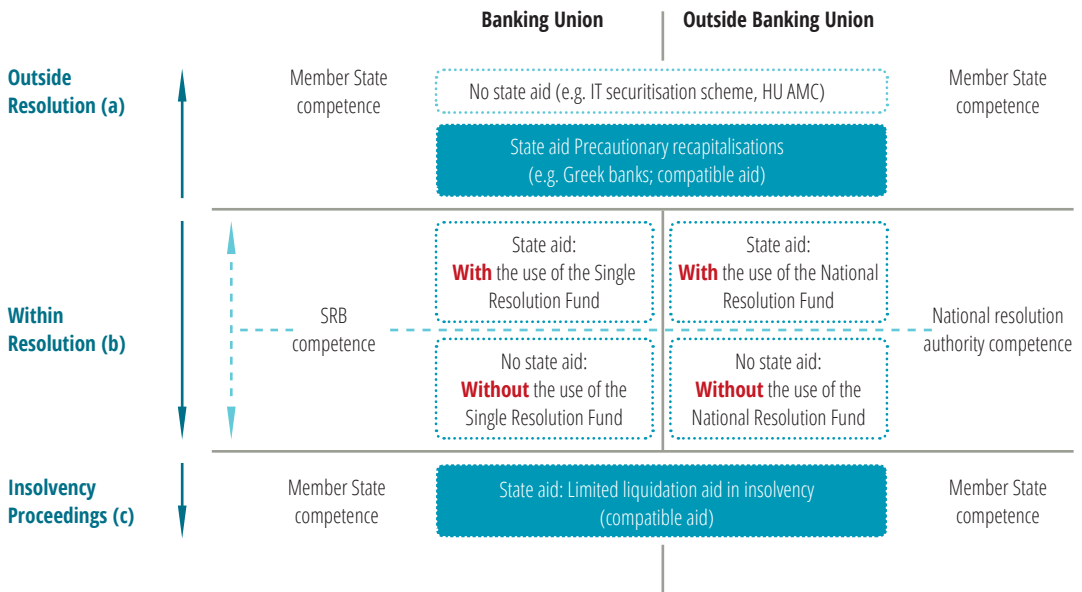 Banking Union
Outside Banking Union
Outside
Resolution (a)
Member State
competence
No state aid (e.g. IT securitisation scheme, HU AMC)
State aid Precautionary recapitalisations
(e.g. Greek banks; compatible aid)
Member State
competence
Within
Resolution (b)
SRB
competence
State aid:
With the use of the Single
Resolution Fund
State aid:
With the use of the National
Resolution Fund
No state aid:
Without the use of the
Single Resolution Fund
No state aid:
Without the use of the
National Resolution Fund
National resolution
authority competence
Insolvency
Proceedings (c)
Member State
competence
State aid: Limited liquidation aid in insolvency
(compatible aid)
Member State
competence